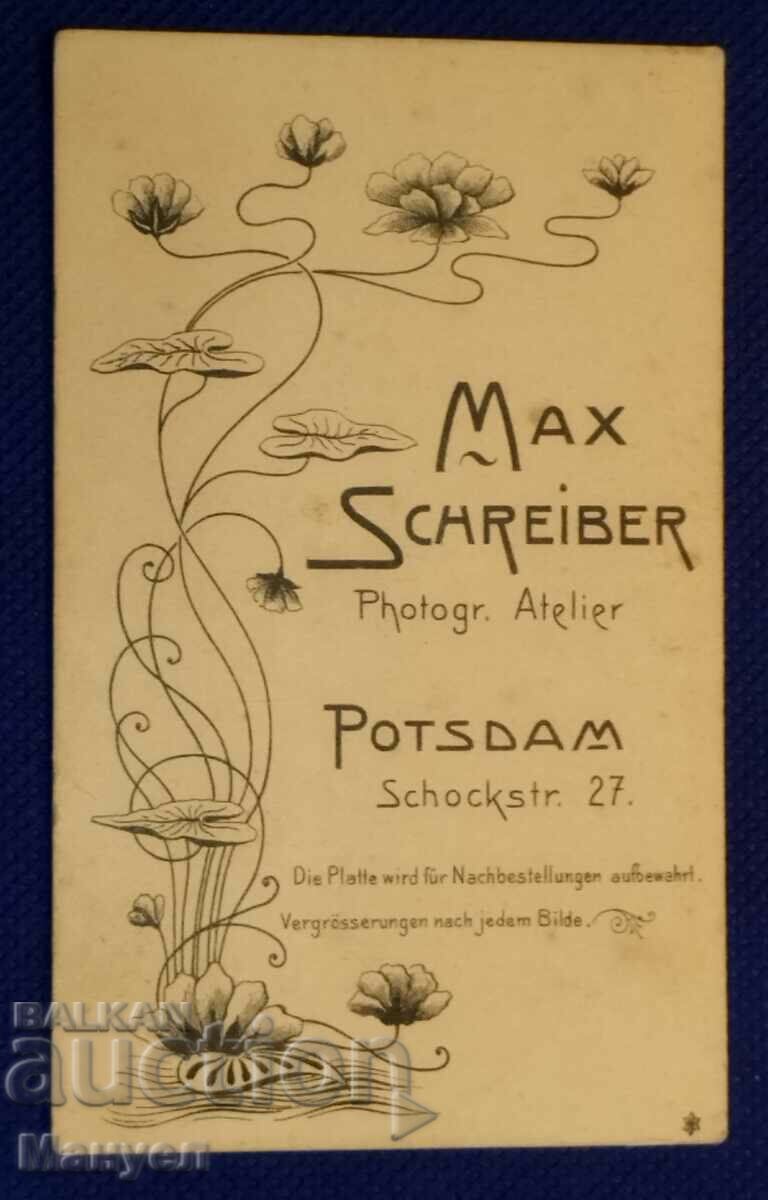 MAX
SCHREIBER
Photogr. Atelier
POTSDAM
Schockstr. 27.
Die Platte wird für Nachbestellungen aufbewahrt.
Vergrösserungen nach jedem Bilde.
BALKAN
auction
Мануел